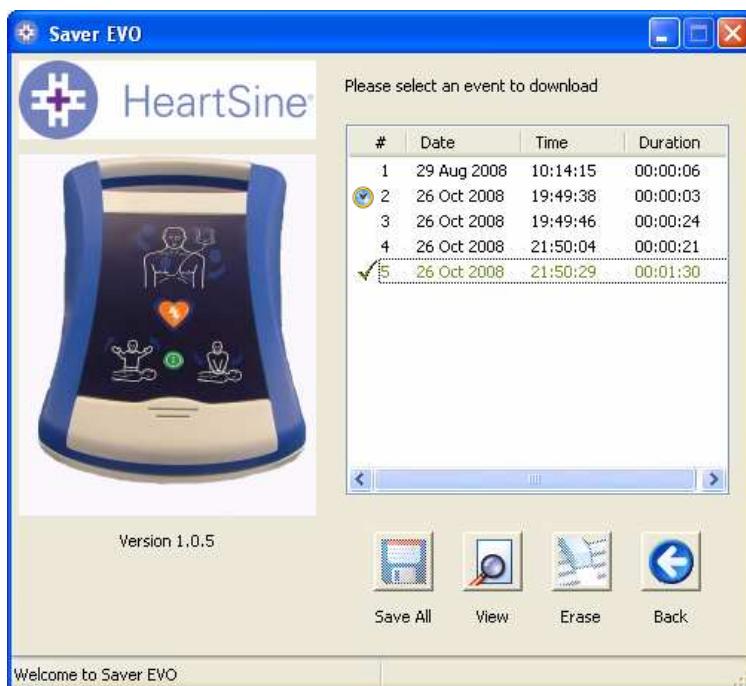 Saver EVO
HeartSine
Please select an event to download
# Date Time Duration
1 29 Aug 2008 10:14:15 00:00:06
2 26 Oct 2008 19:49:38 00:00:03
3 26 Oct 2008 19:49:46 00:00:24
4 26 Oct 2008 21:50:04 00:00:21
5 26 Oct 2008 21:50:29 00:01:30
Version 1.0.5
Save All View Erase Back
Welcome to Saver EVO